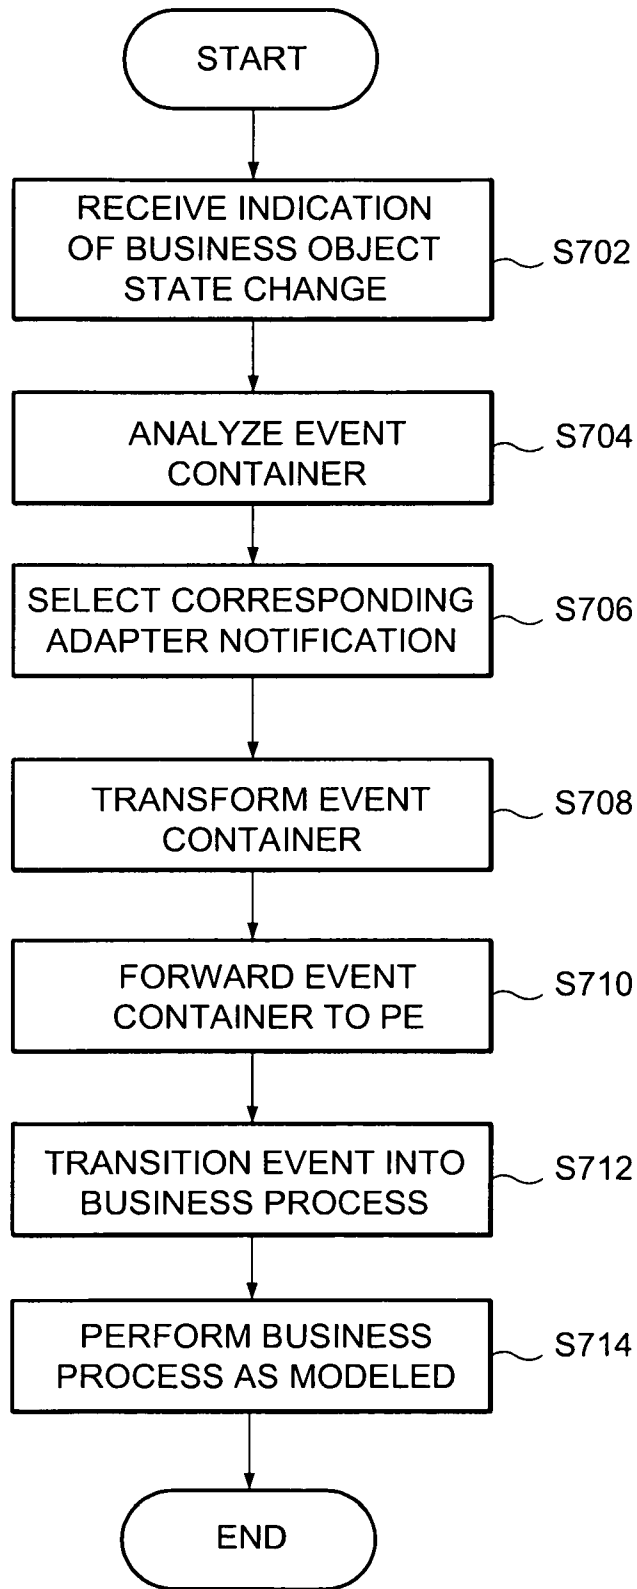 START
RECEIVE INDICATION
OF BUSINESS OBJECT
STATE CHANGE
S702
ANALYZE EVENT
CONTAINER
S704
SELECT CORRESPONDING
ADAPTER NOTIFICATION
S706
TRANSFORM EVENT
CONTAINER
S708
FORWARD EVENT
CONTAINER TO PE
S710
TRANSITION EVENT INTO
BUSINESS PROCESS
S712
PERFORM BUSINESS
PROCESS AS MODELED
S714
END